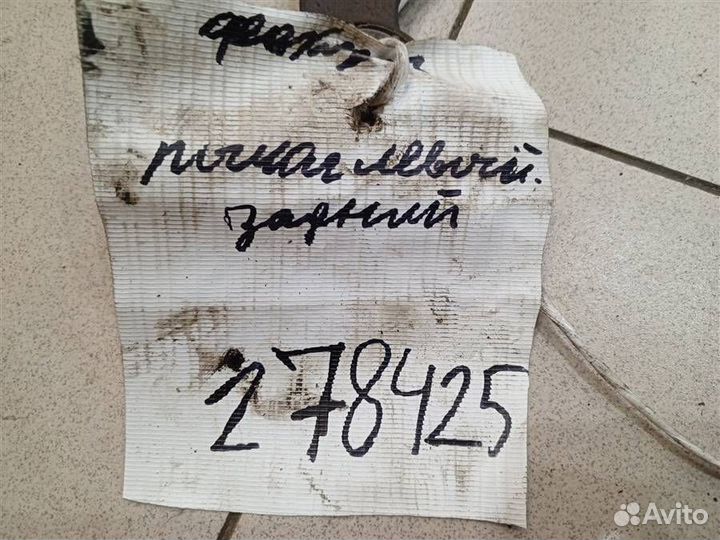 рычаг левый.
задний
278425
Avito